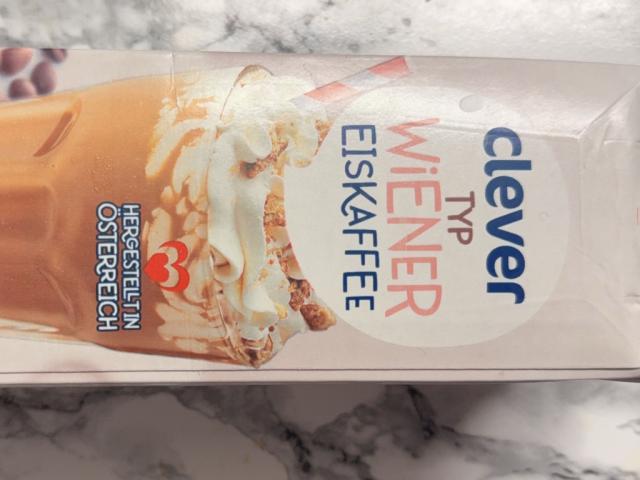 clever
TYP
WiENER
EISKAFFEE
HERGESTELLT IN
ÖSTERREICH